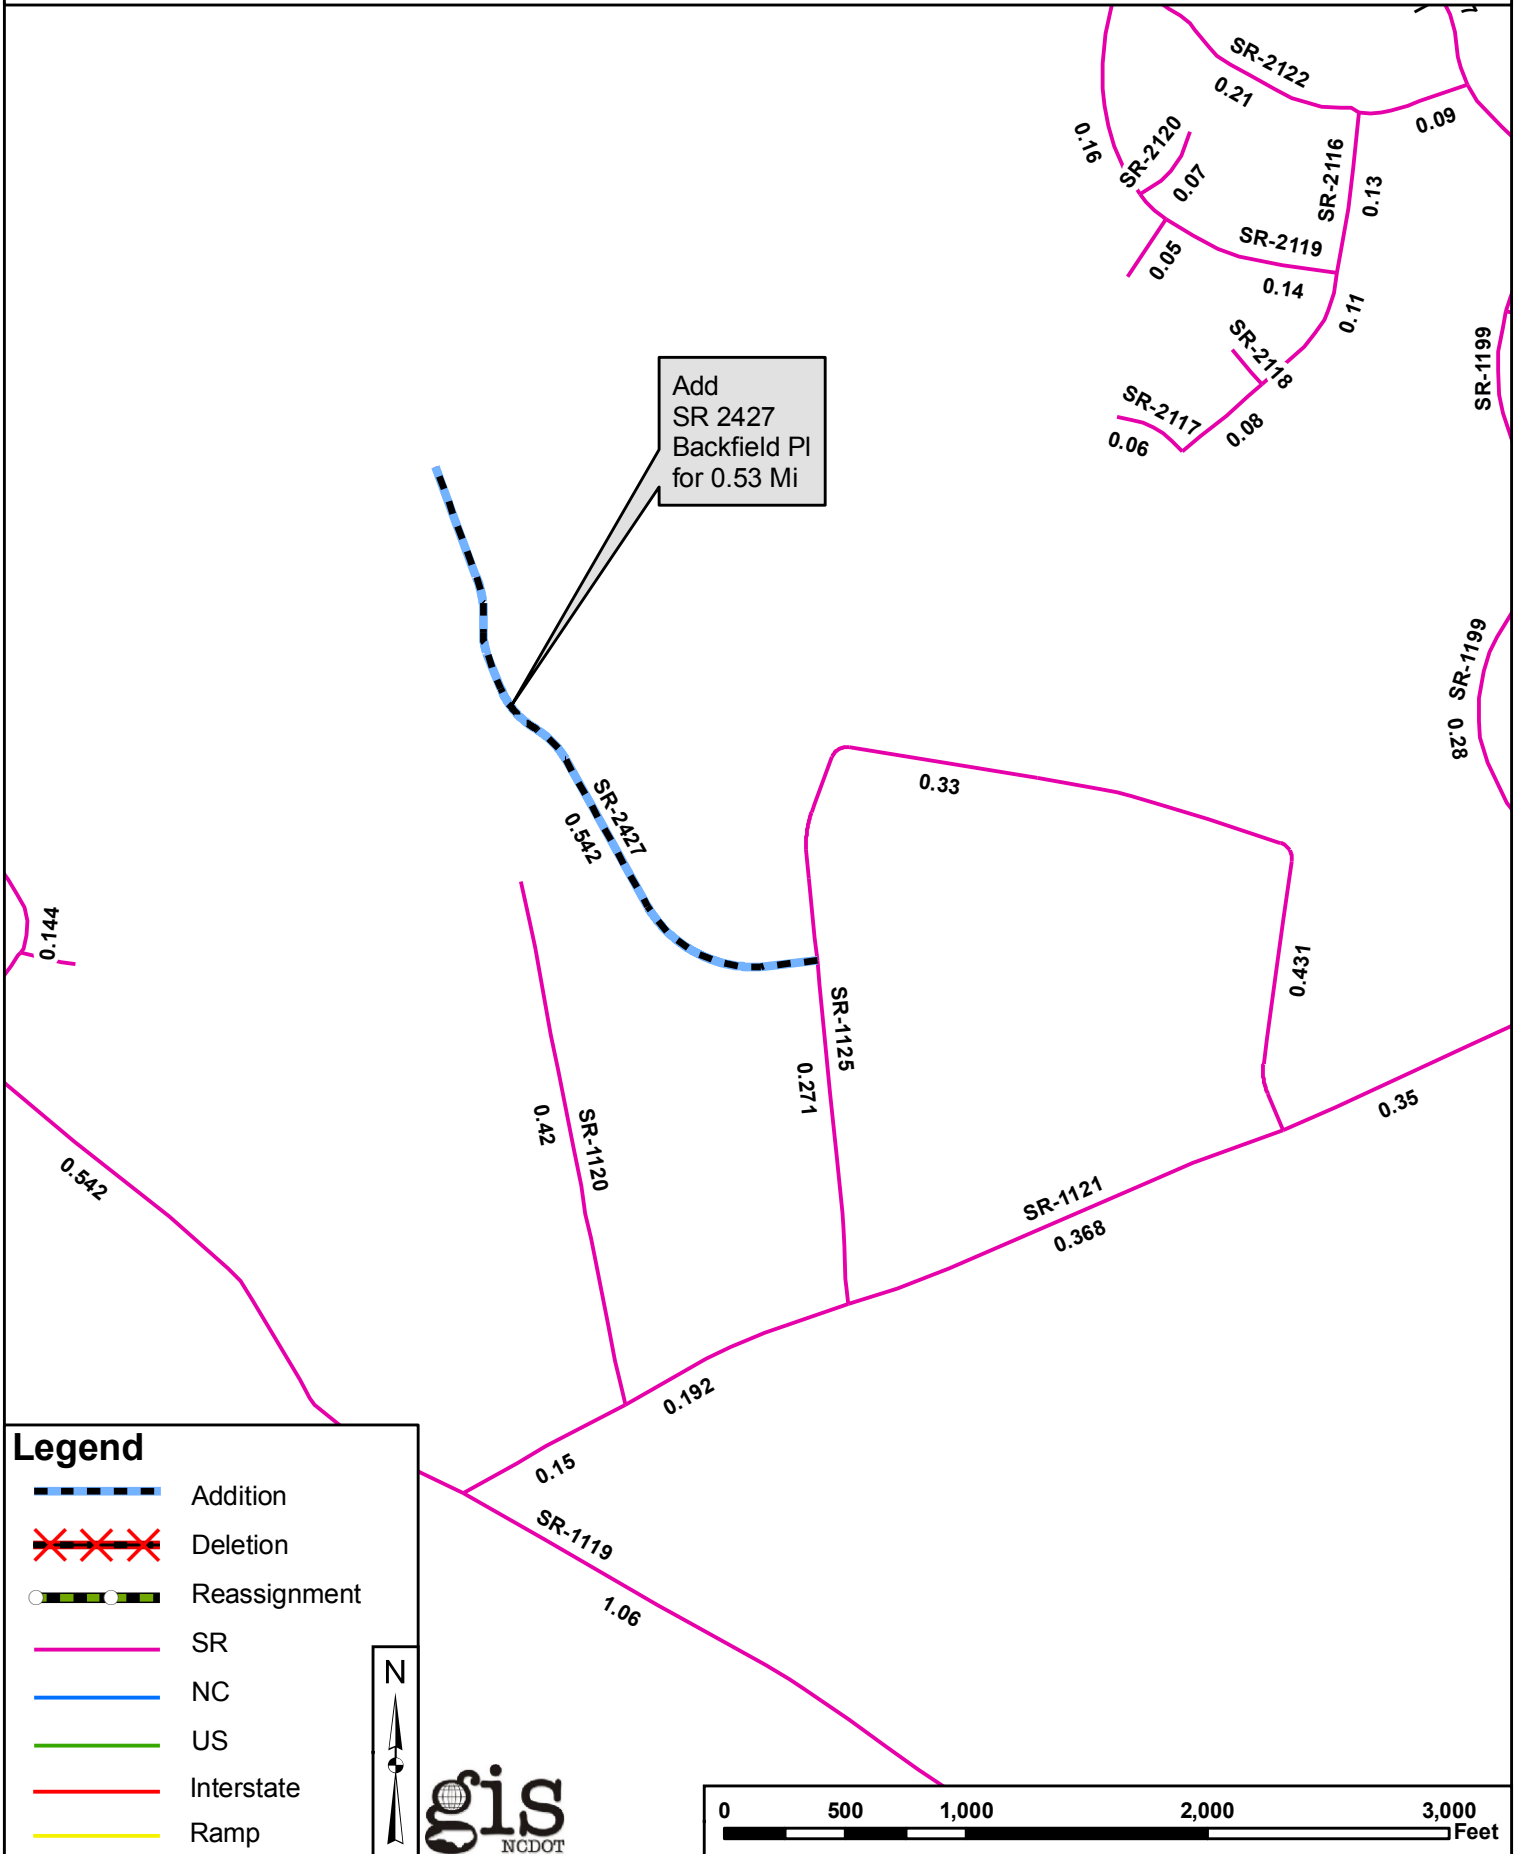 SR-2122
0.21
0.09
0.16
SR-2120
0.07
SR-2116
0.13
SR-2119
0.14
0.05
0.11
SR-2118
SR-2117
0.06
0.08
SR-1199
Add
SR 2427
Backfield Pl
for 0.53 Mi
SR-1199
0.28
SR-2427
0.542
0.33
0.144
0.431
SR-1125
0.271
0.42
SR-1120
0.35
0.542
SR-1121
0.368
0.192
0.15
SR-1119
1.06
Legend
Addition
Deletion
Reassignment
SR
NC
US
Interstate
Ramp
N
gis
NCDOT
0 500 1,000 2,000 3,000
Feet